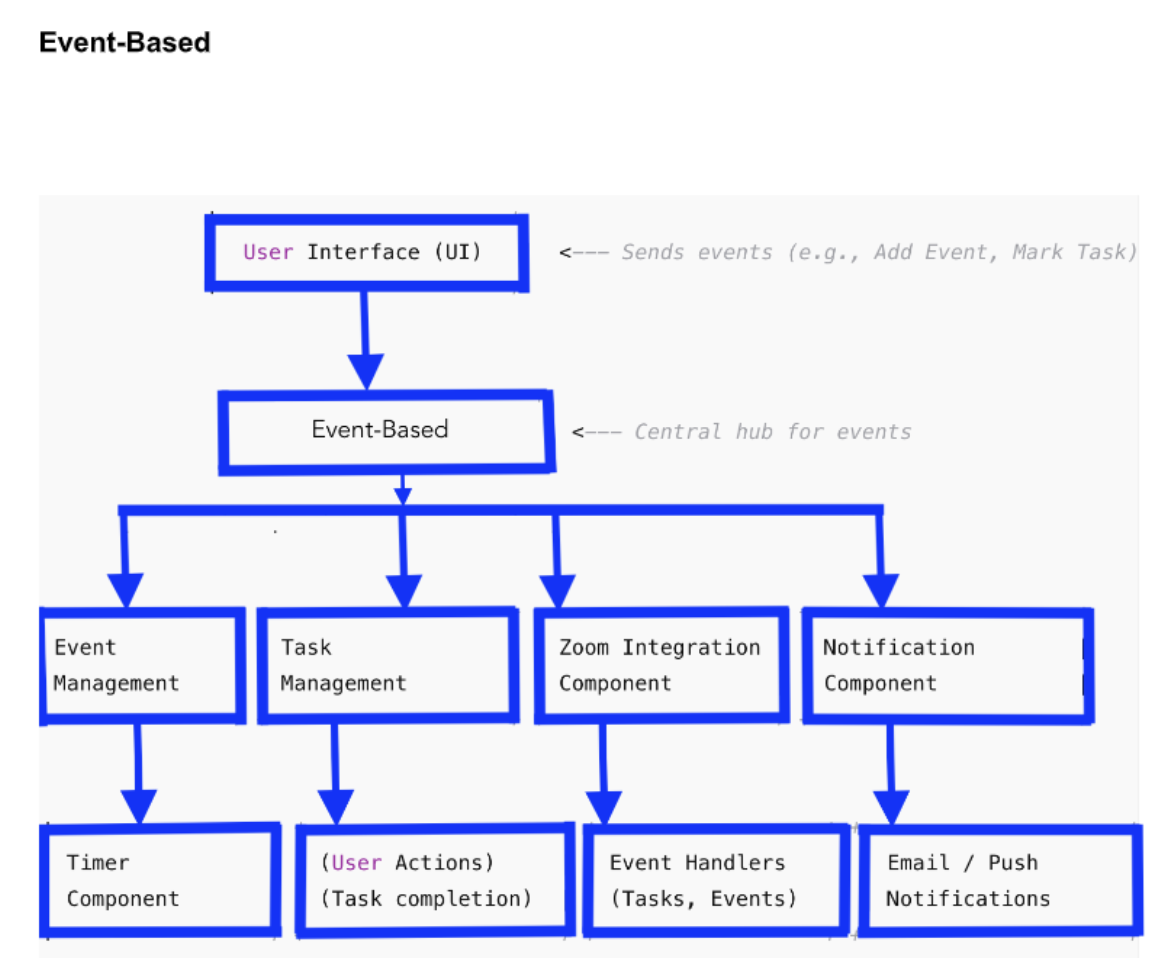 Event-Based
User Interface (UI) <--- Sends events (e.g., Add Event, Mark Task)
Event-Based <--- Central hub for events
Event
Management
Task
Management
Zoom Integration
Component
Notification
Component
Timer
Component
(User Actions)
(Task completion)
Event Handlers
(Tasks, Events)
Email / Push
Notifications